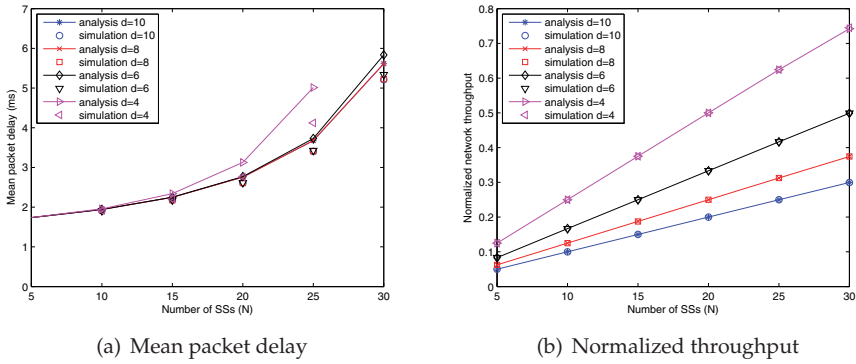 7
6
5
4
3
2
1
0
Mean packet delay (ms)
analysis d=10
simulation d=10
analysis d=8
simulation d=8
analysis d=6
simulation d=6
analysis d=4
simulation d=4
5 10 15 20 25 30
Number of SSs (N)
(a) Mean packet delay
0.8
0.7
0.6
0.5
0.4
0.3
0.2
0.1
0
Normalized network throughput
analysis d=10
simulation d=10
analysis d=8
simulation d=8
analysis d=6
simulation d=6
analysis d=4
simulation d=4
5 10 15 20 25 30
Number of SSs (N)
(b) Normalized throughput